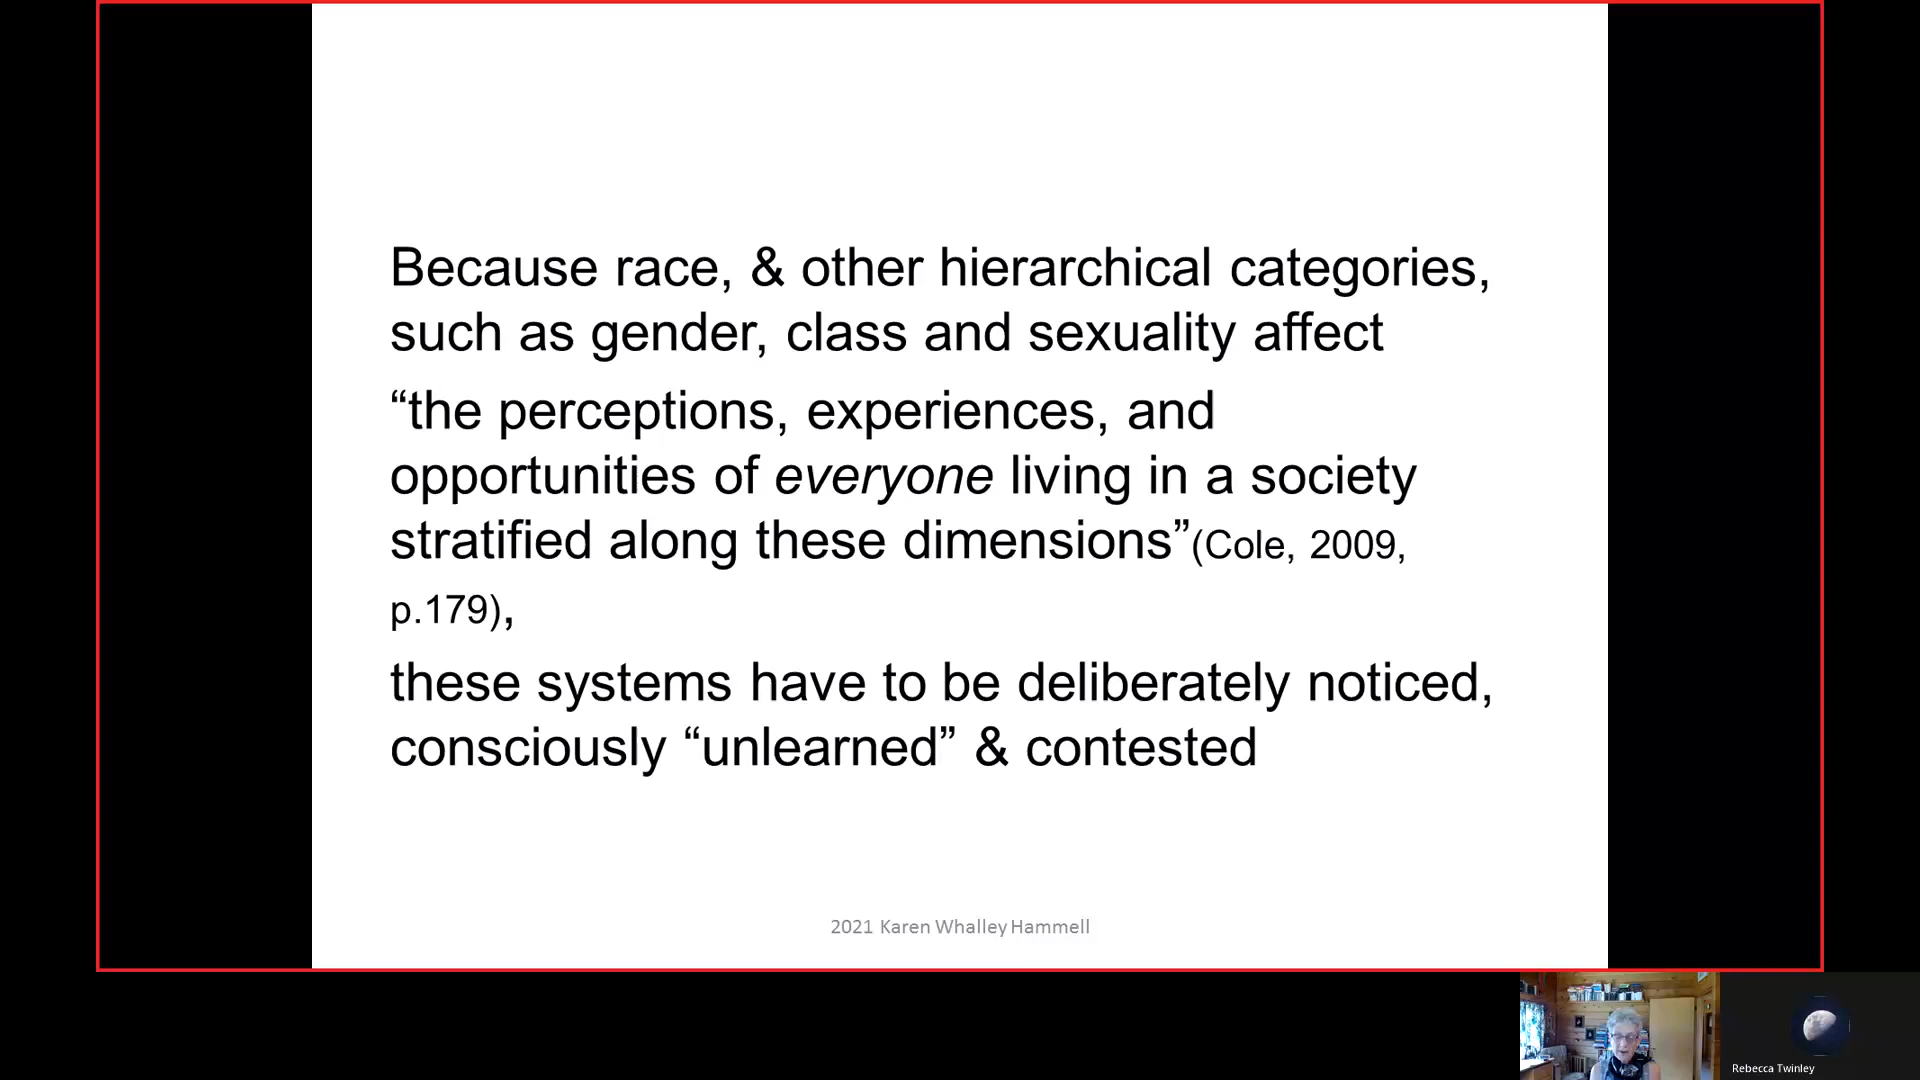 Because race, & other hierarchical categories,
such as gender, class and sexuality affect
“the perceptions, experiences, and
opportunities of everyone living in a society
stratified along these dimensions”(Cole, 2009,
p.179),
these systems have to be deliberately noticed,
consciously “unlearned” & contested
2021 Karen Whalley Hammell
Rebecca Twinley